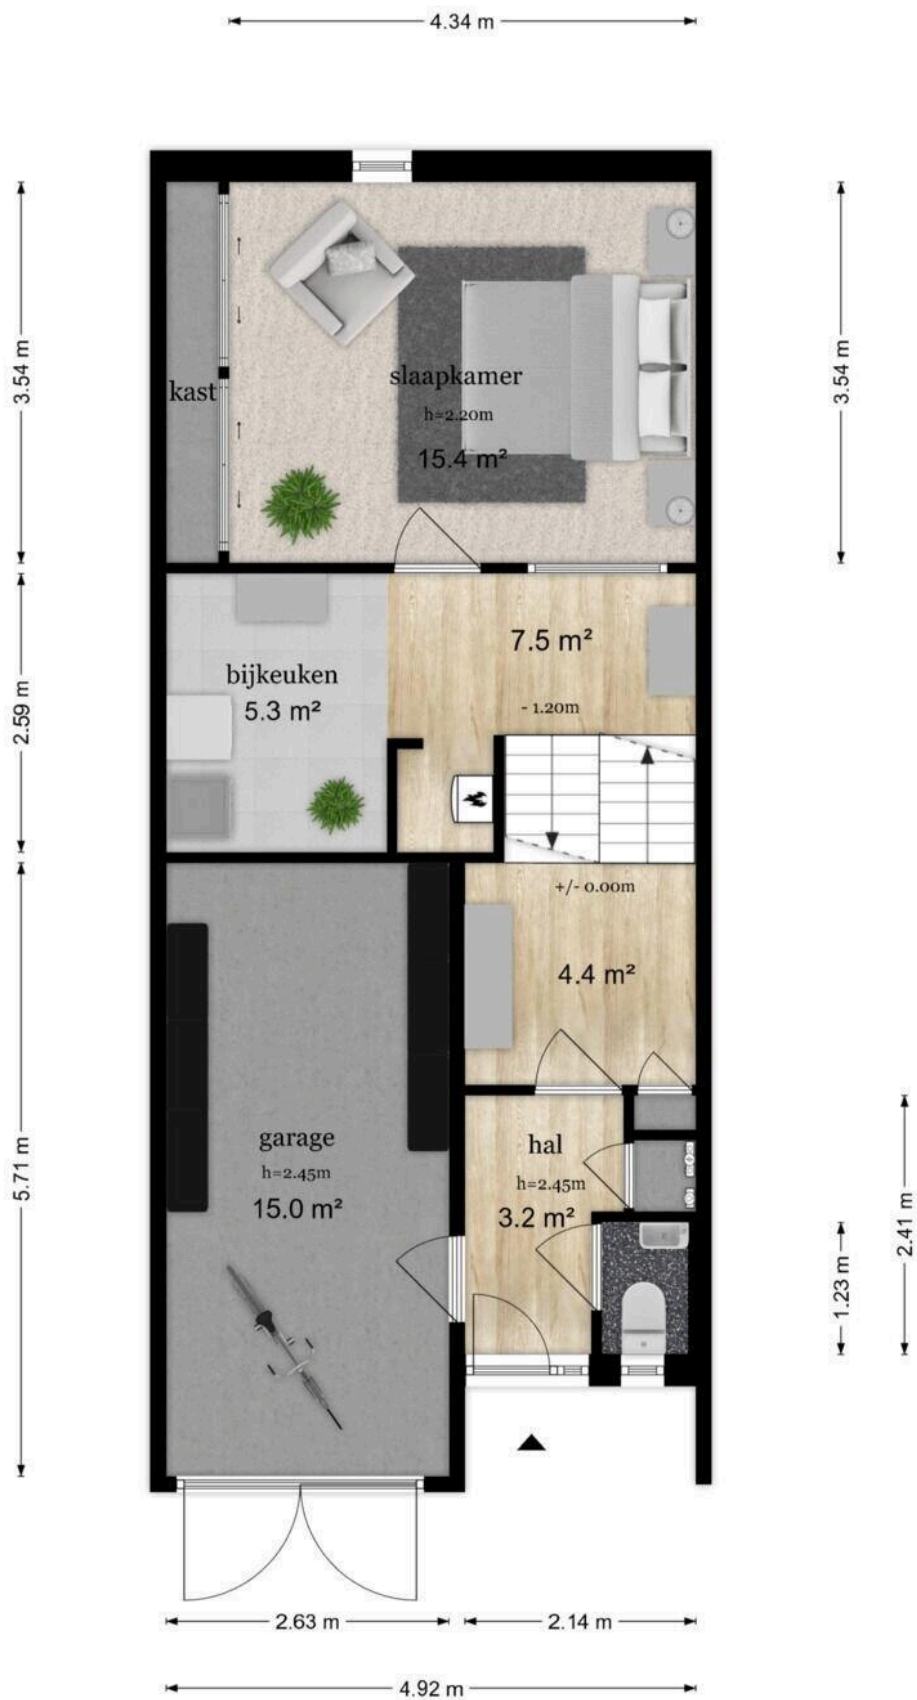 4.34 m
3.54 m
3.54 m
kast
slaapkamer
h=2.20m
15.4 m²
2.59 m
bijkeuken
5.3 m²
7.5 m²
- 1.20m
+/- 0.00m
4.4 m²
5.71 m
garage
h=2.45m
15.0 m²
hal
h=2.45m
3.2 m²
1.23 m
2.41 m
2.63 m
2.14 m
4.92 m